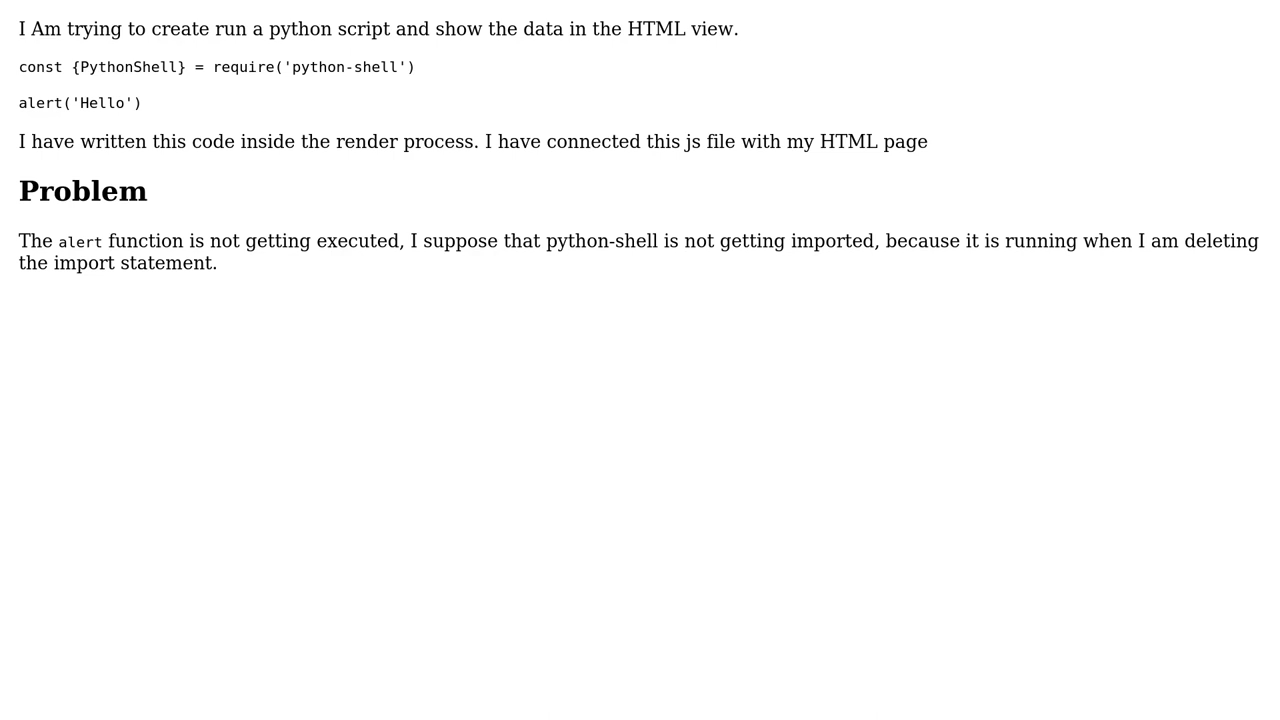 I Am trying to create run a python script and show the data in the HTML view.
const {PythonShell} = require('python-shell')
alert('Hello')
I have written this code inside the render process. I have connected this js file with my HTML page
Problem
The alert function is not getting executed, I suppose that python-shell is not getting imported, because it is running when I am deleting
the import statement.